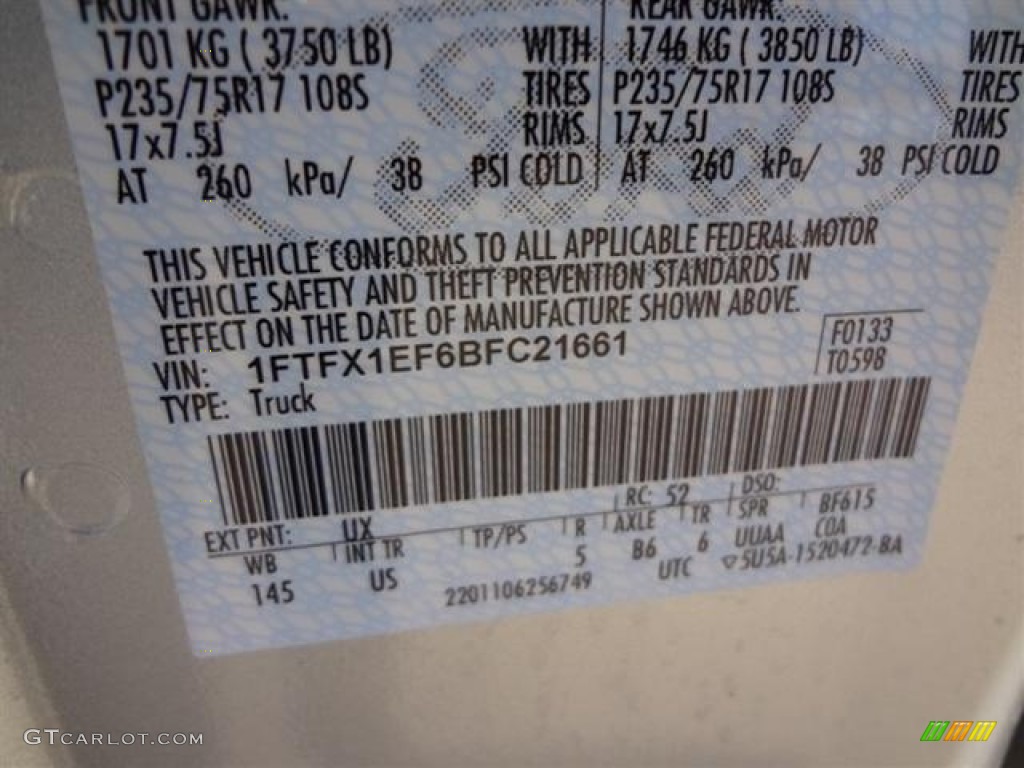 FRONT GAWR: REAR GAWR:
1701 KG ( 3750 LB) WITH 1746 KG ( 3850 LB) WITH
P235/75R17 108S TIRES P235/75R17 108S TIRES
17x7.5J RIMS 17x7.5J RIMS
AT 260 kPa/ 38 PSI COLD AT 260 kPa/ 38 PSI COLD
THIS VEHICLE CONFORMS TO ALL APPLICABLE FEDERAL MOTOR
VEHICLE SAFETY AND THEFT PREVENTION STANDARDS IN
EFFECT ON THE DATE OF MANUFACTURE SHOWN ABOVE.
VIN: 1FTFX1EF6BFC21661 F0133
TYPE: Truck T0598
EXT PNT: UX RC: 52 DSO:
WB INT TR TP/PS R AXLE TR SPR BF615
145 US 5 B6 6 UUAA COA
2201106256749 UTC ▽5U5A-1520472-BA
GTCARLOT.COM